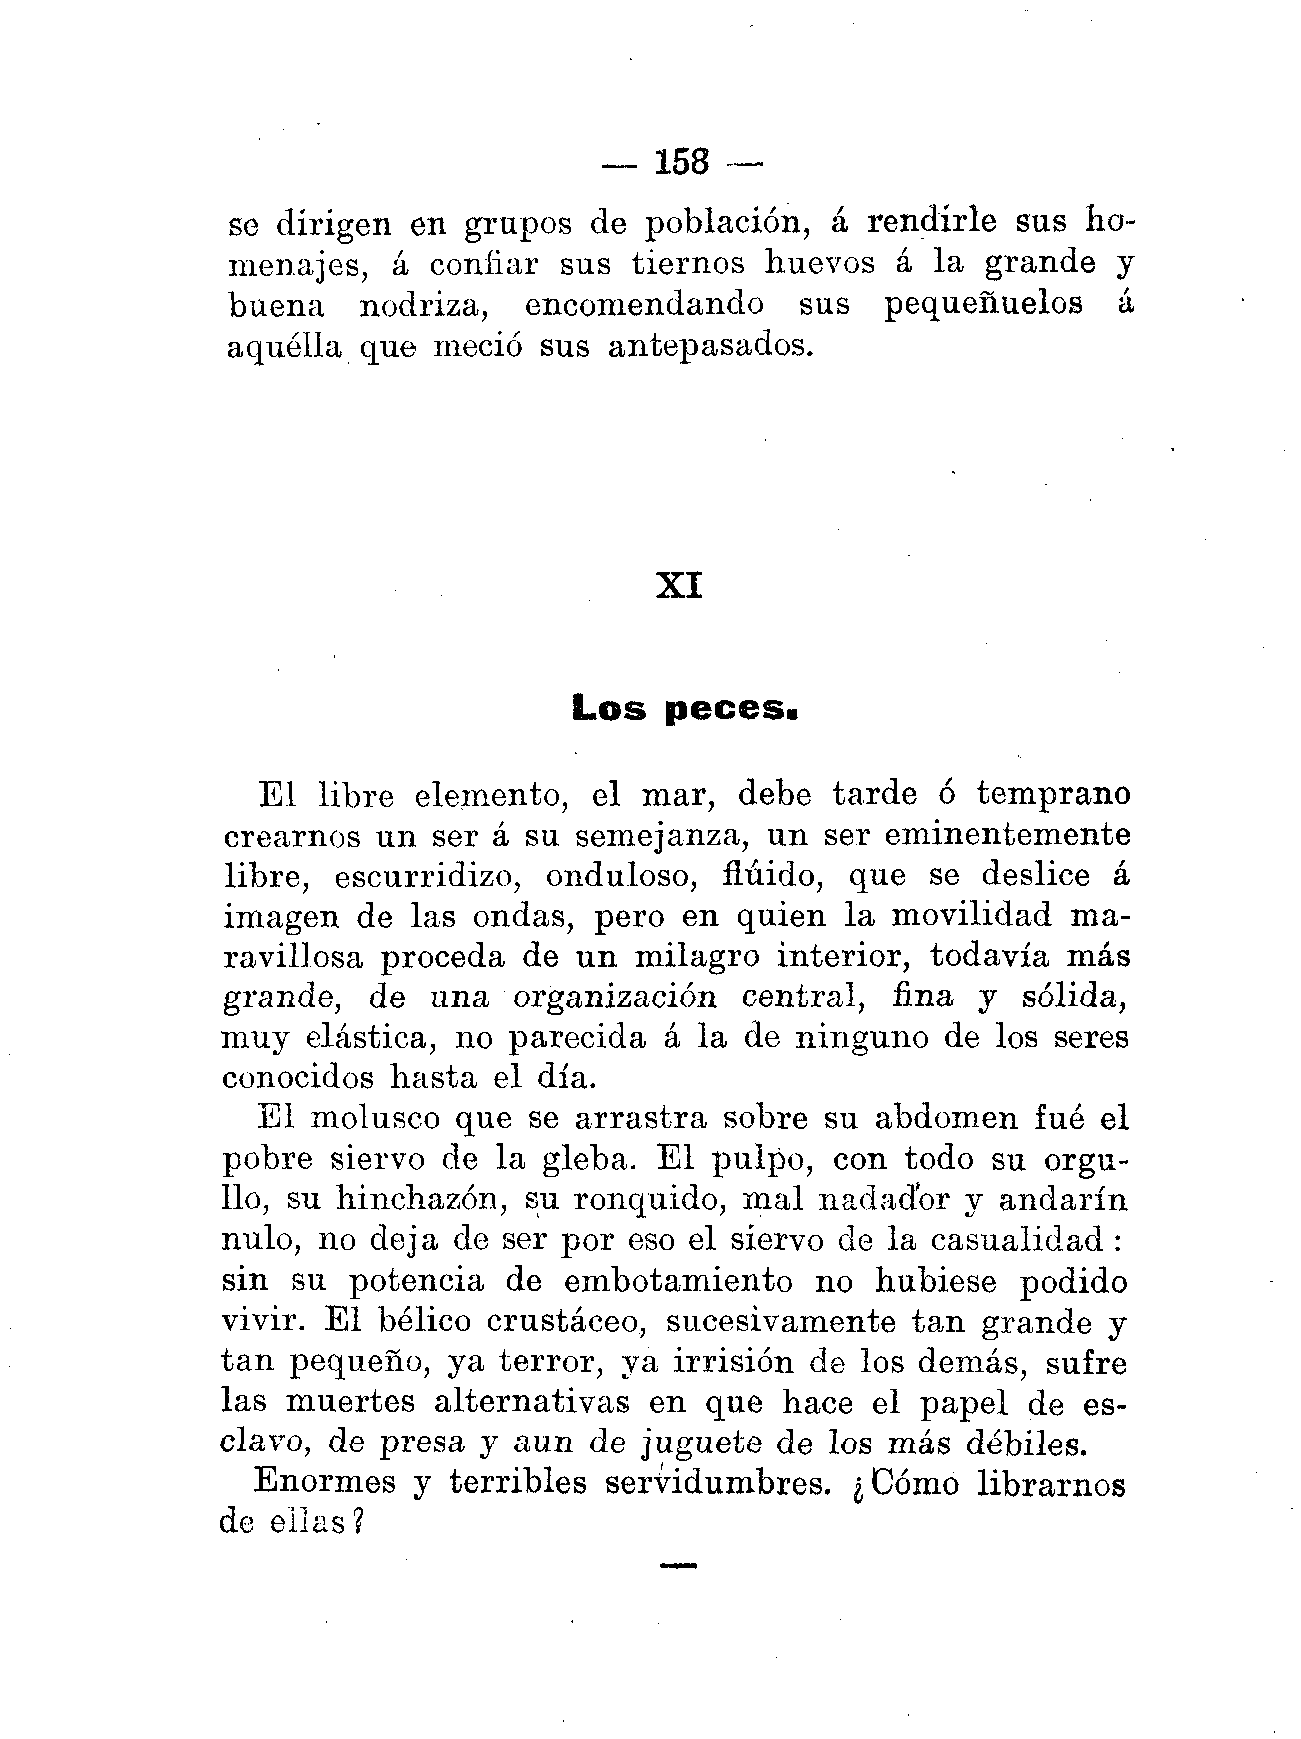 — 158 —
se dirigen en grupos de población, á rendirle sus ho-
menajes, á confiar sus tiernos huevos á la grande y
buena nodriza, encomendando sus pequeñuelos á
aquélla que meció sus antepasados.
XI
Los peces.
El libre elemento, el mar, debe tarde ó temprano
crearnos un ser á su semejanza, un ser eminentemente
libre, escurridizo, onduloso, flúido, que se deslice á
imagen de las ondas, pero en quien la movilidad ma-
ravillosa proceda de un milagro interior, todavía más
grande, de una organización central, fina y sólida,
muy elástica, no parecida á la de ninguno de los seres
conocidos hasta el día.
El molusco que se arrastra sobre su abdomen fué el
pobre siervo de la gleba. El pulpo, con todo su orgu-
llo, su hinchazón, su ronquido, mal nadador y andarín
nulo, no deja de ser por eso el siervo de la casualidad :
sin su potencia de embotamiento no hubiese podido
vivir. El bélico crustáceo, sucesivamente tan grande y
tan pequeño, ya terror, ya irrisión de los demás, sufre
las muertes alternativas en que hace el papel de es-
clavo, de presa y aun de juguete de los más débiles.
Enormes y terribles servidumbres. ¿Cómo librarnos
de ellas?